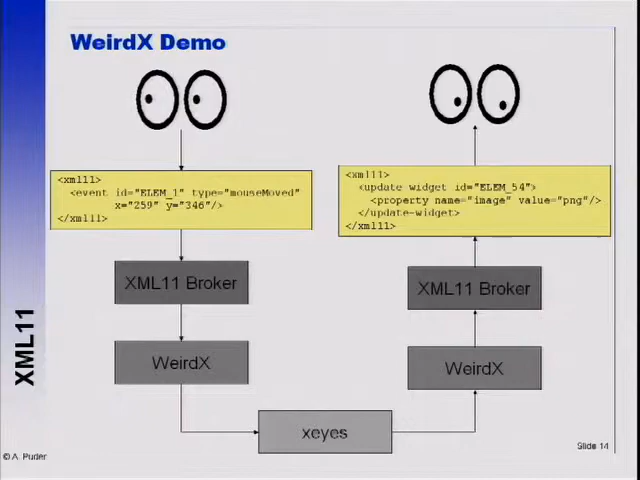 WeirdX Demo
<xml11>
<event id="ELEM_1" type="mouseMoved"
x="259" y="346"/>
</xml11>
<xml11>
<update-widget id="ELEM_54">
<property name="image" value="png"/>
</update-widget>
</xml11>
XML11 Broker
XML11 Broker
WeirdX
WeirdX
xeyes
XML11
Slide 14
© A. Puder